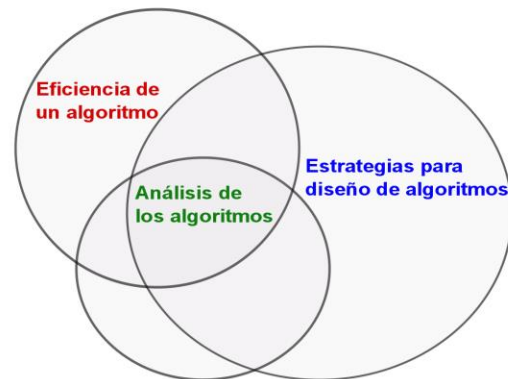 Eficiencia de
un algoritmo
Estrategias para
diseño de algoritmos
Análisis de
los algoritmos